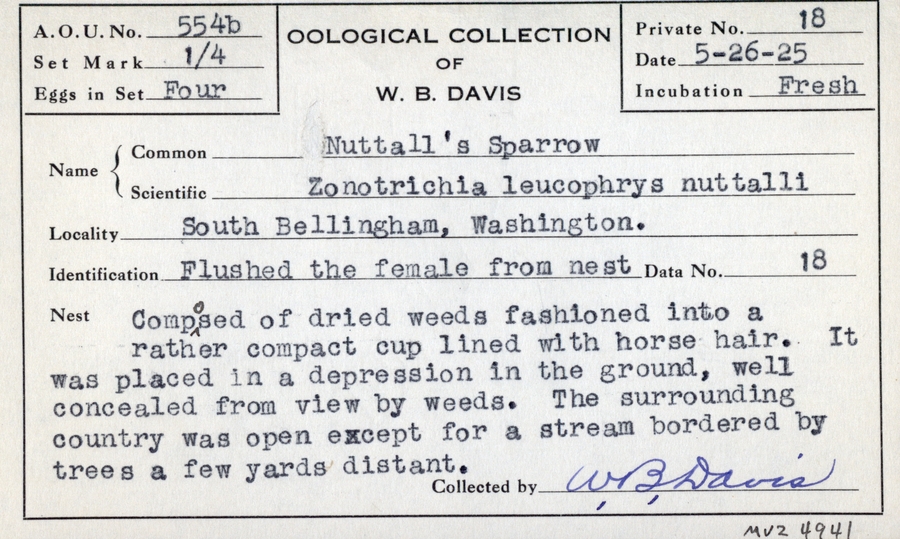 A.O.U. No. 554b
Set Mark 1/4
Eggs in Set Four
OOLOGICAL COLLECTION
OF
W. B. DAVIS
Private No. 18
Date 5-26-25
Incubation Fresh
Name { Common Nuttall's Sparrow
Scientific Zonotrichia leucophrys nuttalli
Locality South Bellingham, Washington.
Identification Flushed the female from nest Data No. 18
Nest Composed of dried weeds fashioned into a
rather compact cup lined with horse hair. It
was placed in a depression in the ground, well
concealed from view by weeds. The surrounding
country was open except for a stream bordered by
trees a few yards distant.
Collected by W. B. Davis
MVZ 4941